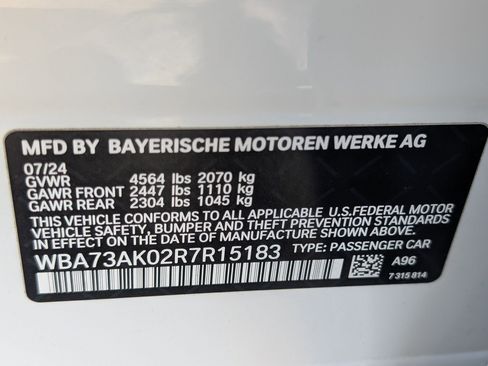 MFD BY BAYERISCHE MOTOREN WERKE AG
07/24
GVWR 4564 lbs 2070 kg
GAWR FRONT 2447 lbs 1110 kg
GAWR REAR 2304 lbs 1045 kg
THIS VEHICLE CONFORMS TO ALL APPLICABLE U.S.FEDERAL MOTOR
VEHICLE SAFETY, BUMPER, AND THEFT PREVENTION STANDARDS
IN EFFECT ON THE DATE OF MANUFACTURE SHOWN ABOVE.
WBA73AK02R7R15183 TYPE: PASSENGER CAR
A96
7 315 814